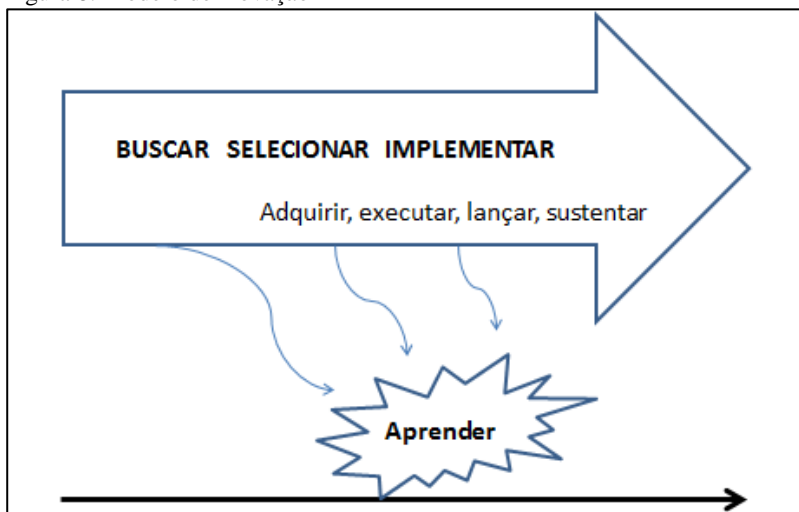 BUSCAR SELECIONAR IMPLEMENTAR
Adquirir, executar, lançar, sustentar
Aprender